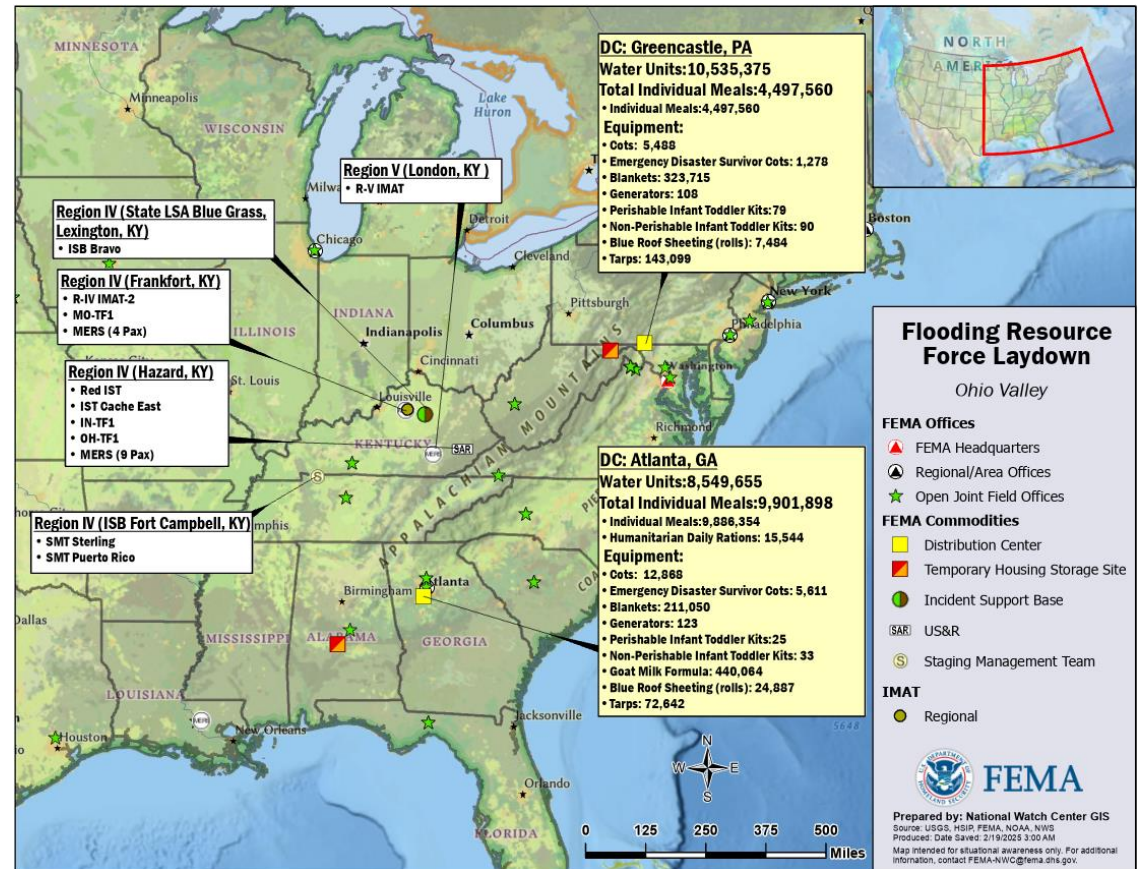 MINNESOTA
Minneapolis
WISCONSIN
Lake
Huron
Milwa
Detroit
Chicago
Cleveland
Boston
New York
Pittsburgh
Philadelphia
INDIANA
ILLINOIS
Indianapolis
Columbus
Cincinnati
Washington
Kansas City
St. Louis
Louisville
KENTUCKY
Richmond
APPALACHIAN MOUNTAINS
MERS
SAR
S
mphis
PIE
COA
Atlanta
Birmingham
Dallas
MISSISSIPPI
ALABAMA
GEORGIA
LOUISIANA
MERS
New Orleans
Houston
Jacksonville
Orlando
FLORIDA
5648
NORTH
AMERICA
DC: Greencastle, PA
Water Units:10,535,375
Total Individual Meals:4,497,560
• Individual Meals:4,497,560
Equipment:
• Cots: 5,488
• Emergency Disaster Survivor Cots: 1,278
• Blankets: 323,715
• Generators: 108
• Perishable Infant Toddler Kits:79
• Non-Perishable Infant Toddler Kits: 90
• Blue Roof Sheeting (rolls): 7,484
• Tarps: 143,099
Region V (London, KY )
• R-V IMAT
Region IV (State LSA Blue Grass,
Lexington, KY)
• ISB Bravo
Region IV (Frankfort, KY)
• R-IV IMAT-2
• MO-TF1
• MERS (4 Pax)
Region IV (Hazard, KY)
• Red IST
• IST Cache East
• IN-TF1
• OH-TF1
• MERS (9 Pax)
Region IV (ISB Fort Campbell, KY)
• SMT Sterling
• SMT Puerto Rico
DC: Atlanta, GA
Water Units:8,549,655
Total Individual Meals:9,901,898
• Individual Meals:9,886,354
• Humanitarian Daily Rations: 15,544
Equipment:
• Cots: 12,868
• Emergency Disaster Survivor Cots: 5,611
• Blankets: 211,050
• Generators: 123
• Perishable Infant Toddler Kits:25
• Non-Perishable Infant Toddler Kits: 33
• Goat Milk Formula: 440,064
• Blue Roof Sheeting (rolls): 24,887
• Tarps: 72,642
N
W
E
S
0 125 250 375 500
Miles
Flooding Resource
Force Laydown
Ohio Valley
FEMA Offices
FEMA Headquarters
Regional/Area Offices
Open Joint Field Offices
FEMA Commodities
Distribution Center
Temporary Housing Storage Site
Incident Support Base
SAR US&R
S Staging Management Team
IMAT
Regional
FEMA
Prepared by: National Watch Center GIS
Source: USGS, HSIP, FEMA, NOAA, NWS
Produced: Date Saved: 2/19/2025 3:00 AM
Map Intended for situational awareness only. For additional
information, contact FEMA-NWC@fema.dhs.gov.